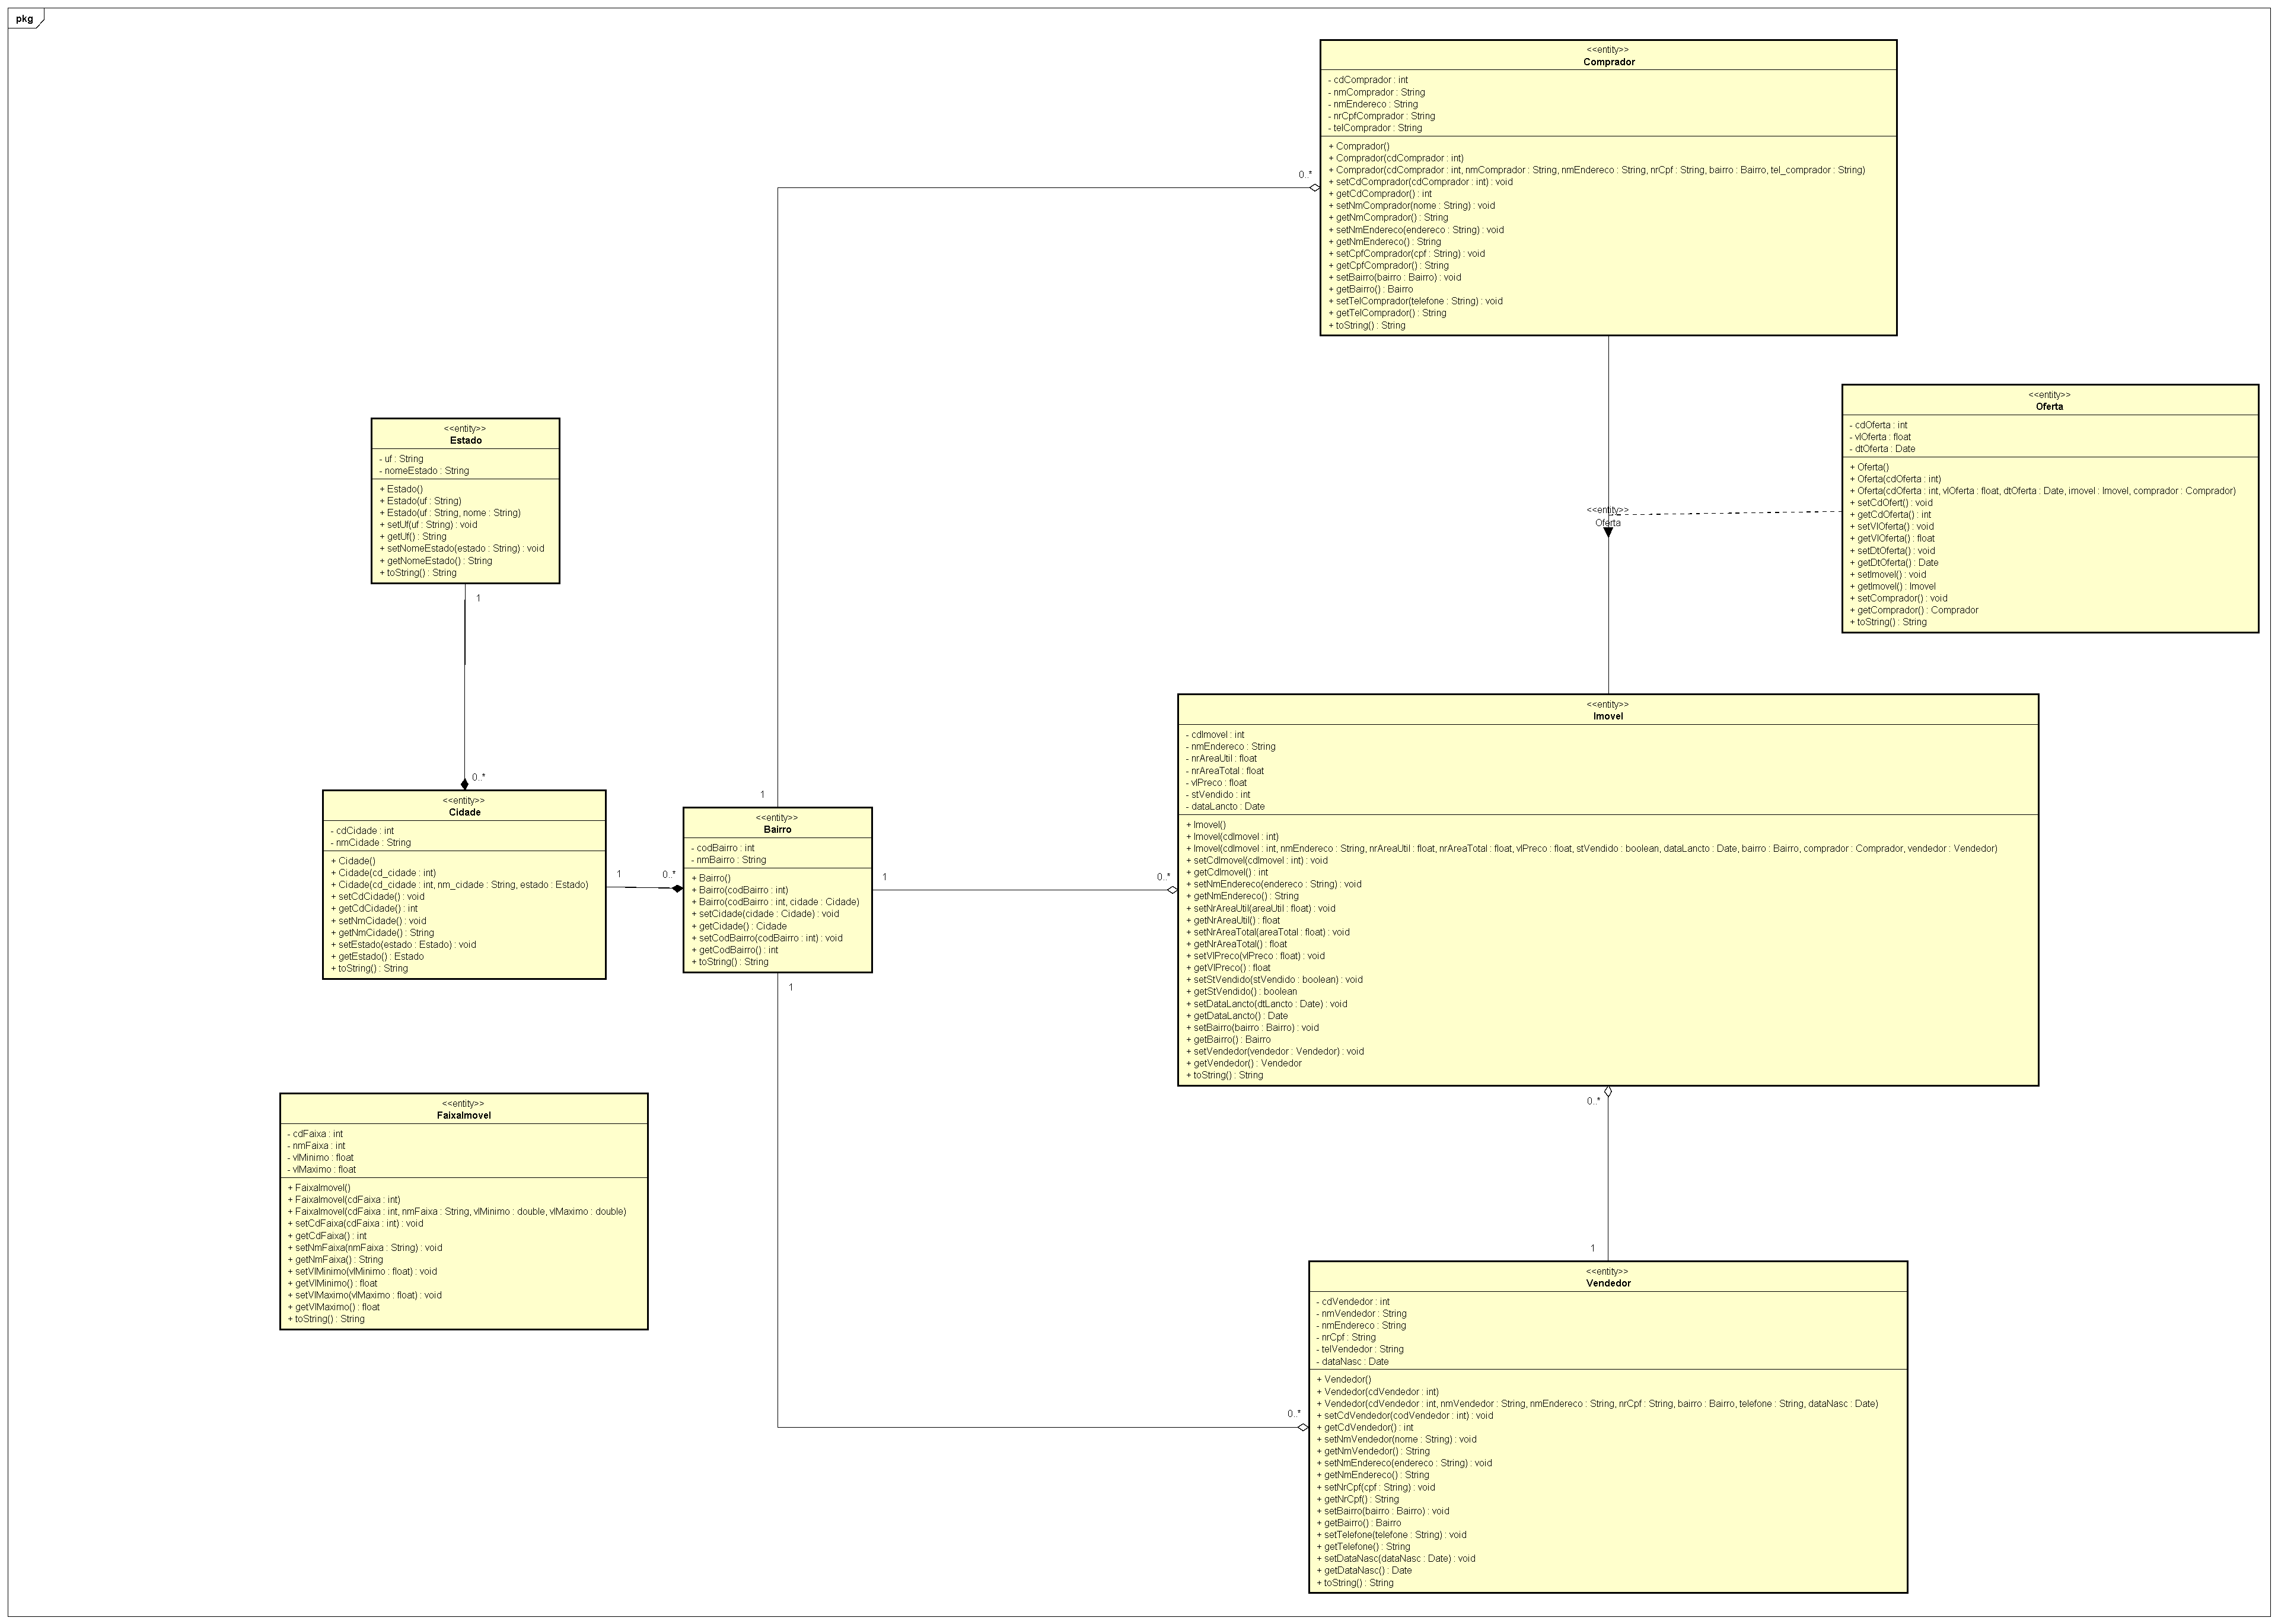 pkg
<<entity>>
Comprador
- cdComprador : int
- nmComprador : String
- nmEndereco : String
- nrCpfComprador : String
- telComprador : String
+ Comprador()
+ Comprador(cdComprador : int)
+ Comprador(cdComprador : int, nmComprador : String, nmEndereco : String, nrCpf : String, bairro : Bairro, tel_comprador : String)
+ setCdComprador(cdComprador : int) : void
+ getCdComprador() : int
+ setNmComprador(nome : String) : void
+ getNmComprador() : String
+ setNmEndereco(endereco : String) : void
+ getNmEndereco() : String
+ setCpfComprador(cpf : String) : void
+ getCpfComprador() : String
+ setBairro(bairro : Bairro) : void
+ getBairro() : Bairro
+ setTelComprador(telefone : String) : void
+ getTelComprador() : String
+ toString() : String
0..*
1
<<entity>>
Oferta
- cdOferta : int
- vlOferta : float
- dtOferta : Date
+ Oferta()
+ Oferta(cdOferta : int)
+ Oferta(cdOferta : int, vlOferta : float, dtOferta : Date, imovel : Imovel, comprador : Comprador)
+ setCdOfert() : void
+ getCdOferta() : int
+ setVlOferta() : void
+ getVlOferta() : float
+ setDtOferta() : void
+ getDtOferta() : Date
+ setImovel() : void
+ getImovel() : Imovel
+ setComprador() : void
+ getComprador() : Comprador
+ toString() : String
<<entity>>
Oferta
<<entity>>
Estado
- uf : String
- nomeEstado : String
+ Estado()
+ Estado(uf : String)
+ Estado(uf : String, nome : String)
+ setUf(uf : String) : void
+ getUf() : String
+ setNomeEstado(estado : String) : void
+ getNomeEstado() : String
+ toString() : String
1
0..*
<<entity>>
Cidade
- cdCidade : int
- nmCidade : String
+ Cidade()
+ Cidade(cd_cidade : int)
+ Cidade(cd_cidade : int, nm_cidade : String, estado : Estado)
+ setCdCidade() : void
+ getCdCidade() : int
+ setNmCidade() : void
+ getNmCidade() : String
+ setEstado(estado : Estado) : void
+ getEstado() : Estado
+ toString() : String
1
0..*
<<entity>>
Bairro
- codBairro : int
- nmBairro : String
+ Bairro()
+ Bairro(codBairro : int)
+ Bairro(codBairro : int, cidade : Cidade)
+ setCidade(cidade : Cidade) : void
+ getCidade() : Cidade
+ setCodBairro(codBairro : int) : void
+ getCodBairro() : int
+ toString() : String
1
0..*
<<entity>>
Imovel
- cdImovel : int
- nmEndereco : String
- nrAreaUtil : float
- nrAreaTotal : float
- vlPreco : float
- stVendido : int
- dataLancto : Date
+ Imovel()
+ Imovel(cdImovel : int)
+ Imovel(cdImovel : int, nmEndereco : String, nrAreaUtil : float, nrAreaTotal : float, vlPreco : float, stVendido : boolean, dataLancto : Date, bairro : Bairro, comprador : Comprador, vendedor : Vendedor)
+ setCdImovel(cdImovel : int) : void
+ getCdImovel() : int
+ setNmEndereco(endereco : String) : void
+ getNmEndereco() : String
+ setNrAreaUtil(areaUtil : float) : void
+ getNrAreaUtil() : float
+ setNrAreaTotal(areaTotal : float) : void
+ getNrAreaTotal() : float
+ setVlPreco(vlPreco : float) : void
+ getVlPreco() : float
+ setStVendido(stVendido : boolean) : void
+ getStVendido() : boolean
+ setDataLancto(dtLancto : Date) : void
+ getDataLancto() : Date
+ setBairro(bairro : Bairro) : void
+ getBairro() : Bairro
+ setVendedor(vendedor : Vendedor) : void
+ getVendedor() : Vendedor
+ toString() : String
1
0..*
0..*
1
<<entity>>
FaixaImovel
- cdFaixa : int
- nmFaixa : int
- vlMinimo : float
- vlMaximo : float
+ FaixaImovel()
+ FaixaImovel(cdFaixa : int)
+ FaixaImovel(cdFaixa : int, nmFaixa : String, vlMinimo : double, vlMaximo : double)
+ setCdFaixa(cdFaixa : int) : void
+ getCdFaixa() : int
+ setNmFaixa(nmFaixa : String) : void
+ getNmFaixa() : String
+ setVlMinimo(vlMinimo : float) : void
+ getVlMinimo() : float
+ setVlMaximo(vlMaximo : float) : void
+ getVlMaximo() : float
+ toString() : String
<<entity>>
Vendedor
- cdVendedor : int
- nmVendedor : String
- nmEndereco : String
- nrCpf : String
- telVendedor : String
- dataNasc : Date
+ Vendedor()
+ Vendedor(cdVendedor : int)
+ Vendedor(cdVendedor : int, nmVendedor : String, nmEndereco : String, nrCpf : String, bairro : Bairro, telefone : String, dataNasc : Date)
+ setCdVendedor(codVendedor : int) : void
+ getCdVendedor() : int
+ setNmVendedor(nome : String) : void
+ getNmVendedor() : String
+ setNmEndereco(endereco : String) : void
+ getNmEndereco() : String
+ setNrCpf(cpf : String) : void
+ getNrCpf() : String
+ setBairro(bairro : Bairro) : void
+ getBairro() : Bairro
+ setTelefone(telefone : String) : void
+ getTelefone() : String
+ setDataNasc(dataNasc : Date) : void
+ getDataNasc() : Date
+ toString() : String